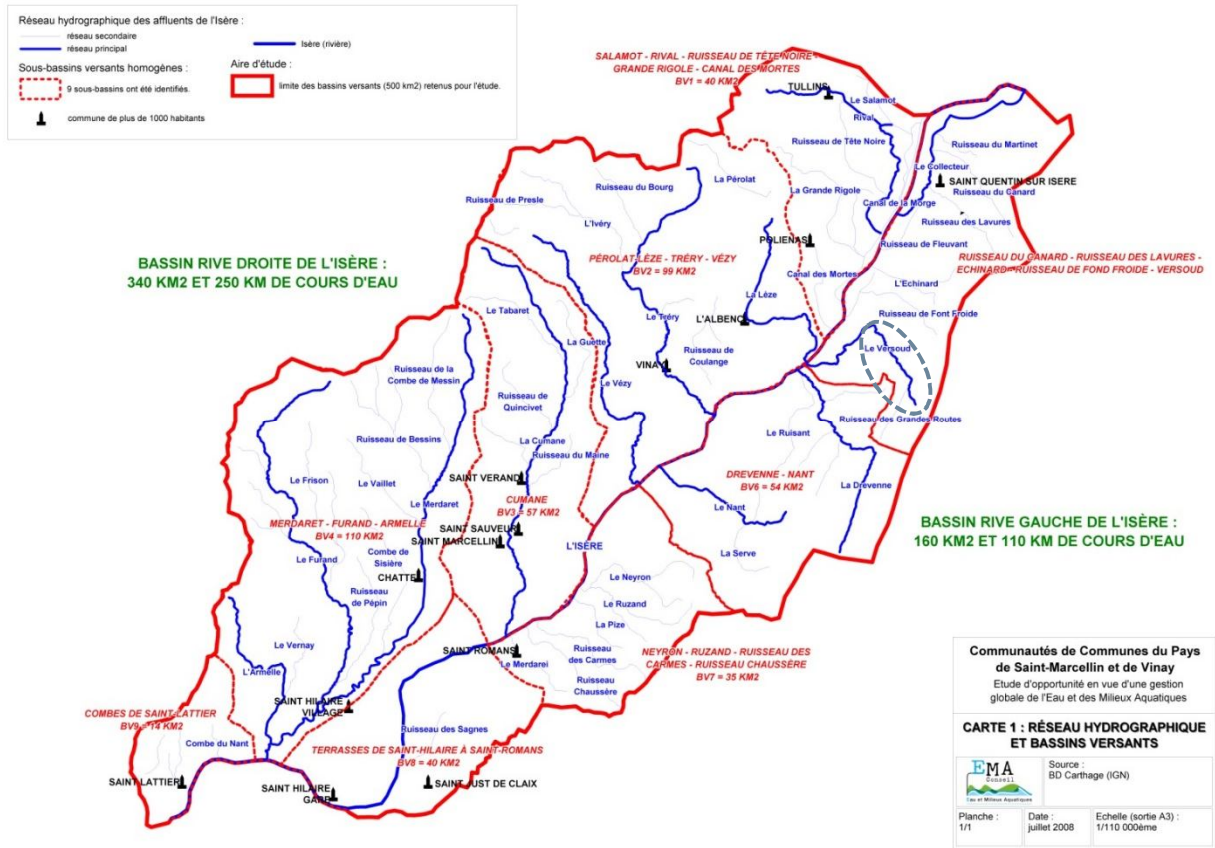 Réseau hydrographique des affluents de l'Isère :
réseau secondaire
réseau principal
Isère (rivière)
Sous-bassins versants homogènes :
9 sous-bassins ont été identifiés.
Aire d'étude :
limite des bassins versants (500 km2) retenus pour l'étude.
commune de plus de 1000 habitants
SALAMOT - RIVAL - RUISSEAU DE TÊTE NOIRE -
GRANDE RIGOLE - CANAL DES MORTES
BV1 = 40 KM2
TULLINS
Le Salamot
Rival
Ruisseau de Tête Noire
Ruisseau du Martinet
Le Collecteur
SAINT QUENTIN SUR ISERE
Ruisseau du Canard
La Pérolat
Ruisseau du Bourg
La Grande Rigole
Ruisseau de Presle
Canal de la Morge
L'Ivéry
Ruisseau des Lavures
POLIENAS
Ruisseau de Fleuvant
BASSIN RIVE DROITE DE L'ISÈRE :
340 KM2 ET 250 KM DE COURS D'EAU
PÉROLAT-LÈZE - TRÉRY - VÉZY
BV2 = 99 KM2
RUISSEAU DU CANARD - RUISSEAU DES LAVURES -
ECHINARD - RUISSEAU DE FOND FROIDE - VERSOUD
Canal des Mortes
L'Echinard
La Lèze
Le Tabaret
Le Tréry
L'ALBENC
Ruisseau de Font Froide
La Guette
Le Versoud
Ruisseau de
Coulange
VINAY
Ruisseau de la
Combe de Messin
Le Vézy
Ruisseau de
Quincivet
Ruisseau des Grandes Routes
Le Ruisant
Ruisseau de Bessins
La Cumane
Ruisseau du Maine
DREVENNE - NANT
BV6 = 54 KM2
SAINT VERAND
Le Frison
Le Vaillet
La Drevenne
CUMANE
BV3 = 57 KM2
Le Merdaret
Le Nant
MERDARET - FURAND - ARMELLE
BV4 = 110 KM2
SAINT SAUVEUR
SAINT MARCELLIN
BASSIN RIVE GAUCHE DE L'ISÈRE :
160 KM2 ET 110 KM DE COURS D'EAU
L'ISÈRE
La Serve
Combe de
Sisière
Le Furand
CHATTE
Le Neyron
Ruisseau
de Pépin
Le Ruzand
La Pize
Le Vernay
SAINT ROMANS
Ruisseau
des Carmes
NEYRON - RUZAND - RUISSEAU DES
CARMES - RUISSEAU CHAUSSÈRE
BV7 = 35 KM2
Le Merdarei
L'Armelle
Ruisseau
Chaussère
SAINT HILAIRE
VILLAGE
COMBES DE SAINT-LATTIER
BV9 = 14 KM2
Ruisseau des Sagnes
Combe du Nant
TERRASSES DE SAINT-HILAIRE À SAINT-ROMANS
BV8 = 40 KM2
SAINT LATTIER
SAINT HILAIRE
GARE
SAINT JUST DE CLAIX
Communautés de Communes du Pays
de Saint-Marcellin et de Vinay
Etude d'opportunité en vue d'une gestion
globale de l'Eau et des Milieux Aquatiques
CARTE 1 : RÉSEAU HYDROGRAPHIQUE
ET BASSINS VERSANTS
EMA
Conseil
Eau et Milieux Aquatiques
Source :
BD Carthage (IGN)
Planche :
1/1
Date :
juillet 2008
Echelle (sortie A3) :
1/110 000ème